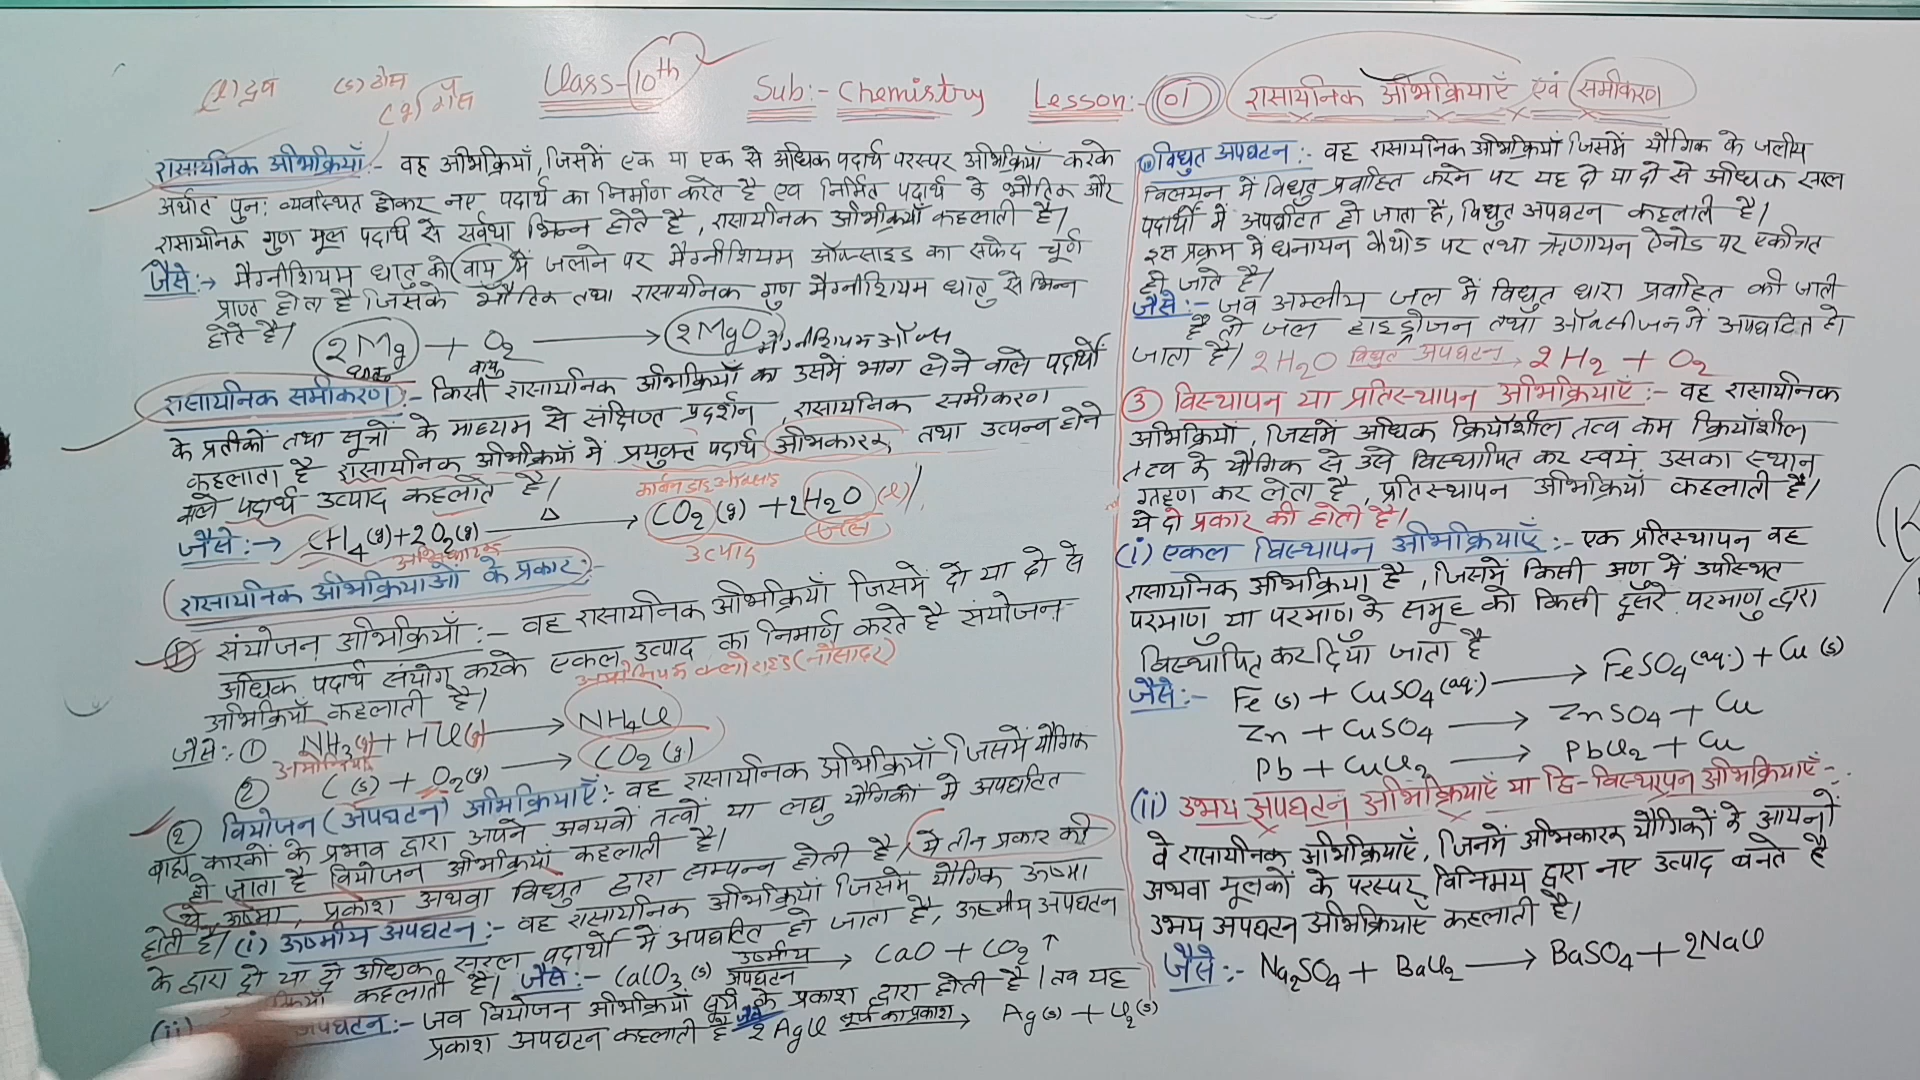 (l) द्रव (s) ठोस (g) गैस Class-10th Sub:- Chemistry Lesson:- 01 रासायनिक अभिक्रियाएँ एवं समीकरण
रासायनिक अभिक्रियाँ:- वह अभिक्रियाँ, जिसमें एक या एक से अधिक पदार्थ परस्पर अभिक्रियाँ करके
अर्थात पुन: व्यवस्थित होकर नए पदार्थ का निर्माण करते है एवं निर्मित पदार्थ के भौतिक और
रासायनिक गुण मूल पदार्थ से सर्वथा भिन्न होते है, रासायनिक अभिक्रियाँ कहलाती है।
जैसे:→ मैग्नीशियम धातु को वायु में जलाने पर मैग्नीशियम ऑक्साइड का सफेद चूर्ण
प्राप्त होता है जिसके भौतिक तथा रासायनिक गुण मैग्नीशियम धातु से भिन्न
होते है।
2Mg + O₂ ⟶ 2MgO
धातु वायु
रासायनिक समीकरण:- किसी रासायनिक अभिक्रियाँ का उसमें भाग लेने वाले पदार्थो
के प्रतीकों तथा सूत्रों के माध्यम से संक्षिप्त प्रदर्शन, रासायनिक समीकरण
कहलाता है रासायनिक अभिक्रियाँ में प्रयुक्त पदार्थ अभिकारक, तथा उत्पन्न होने
वाले पदार्थ उत्पाद कहलाते है।
कार्बन डाइ ऑक्साइड
जैसे:→ CH₄(g)+2O₂(g) —Δ→ CO₂(g) + 2H₂O(l)
उत्पाद जल
रासायनिक अभिक्रियाओं के प्रकार:-
① संयोजन अभिक्रियाँ:- वह रासायनिक अभिक्रियाँ जिसमें दो या दो से
अधिक पदार्थ संयोग करके एकल उत्पाद का निमार्ण करते है संयोजन
अभिक्रियाँ कहलाती है।
अमोनियम क्लोराइड (नौसादर)
जैसे:- ① NH₃(g) + HCl(g) ⟶ NH₄Cl
अमोनिया
② C(s) + O₂(g) ⟶ CO₂(g)
② वियोजन (अपघटन) अभिक्रियाएँ:- वह रासायनिक अभिक्रियाँ जिसमें यौगिक
बाह्य कारकों के प्रभाव द्वारा अपने अवयवों तत्वों या लघु यौगिकों में अपघटित
हो जाता है वियोजन अभिक्रियाँ कहलाती है।
ये ऊष्मा, प्रकाश अथवा विद्युत द्वारा सम्पन्न होती है, ये तीन प्रकार की
होती है। (i) ऊष्मीय अपघटन:- वह रासायनिक अभिक्रियाँ जिसमें यौगिक ऊष्मा
के द्वारा दो या दो अधिक सरल पदार्थो में अपघटित हो जाता है, ऊष्मीय अपघटन
कहलाती है। जैसे:- CaCO₃(s) ऊष्मीय अपघटन ⟶ CaO + CO₂↑
(ii) अपघटन:- जब वियोजन अभिक्रियाँ सूर्य के प्रकाश द्वारा होती है। तब यह
प्रकाश अपघटन कहलाती है जैसे 2AgCl सूर्य का प्रकाश ⟶ Ag(s) + Cl₂(s)
विद्युत अपघटन:- वह रासायनिक अभिक्रियाँ जिसमें यौगिक के जलीय
विलयन में विद्युत प्रवाहित करने पर यह दो या दो से अधिक सरल
पदार्थो में अपघटित हो जाता है, विद्युत अपघटन कहलाती है।
इस प्रक्रम में धनायन कैथोड पर तथा ऋणायन ऐनोड पर एकत्रित
हो जाते है।
जैसे:- जब अम्लीय जल में विद्युत धारा प्रवाहित की जाती
है तो जल हाइड्रोजन तथा ऑक्सीजन में अपघटित हो
जाता है। 2H₂O विद्युत अपघटन → 2H₂ + O₂
③ विस्थापन या प्रतिस्थापन अभिक्रियाएँ:- वह रासायनिक
अभिक्रियाँ, जिसमें अधिक क्रियाँशील तत्व कम क्रियाँशील
तत्व के यौगिक से उसे विस्थापित कर स्वयं उसका स्थान
ग्रहण कर लेता है, प्रतिस्थापन अभिक्रियाँ कहलाती है।
ये दो प्रकार की होती है।
(i) एकल विस्थापन अभिक्रियाएँ:- एक प्रतिस्थापन वह
रासायनिक अभिक्रिया है, जिसमें किसी अणु में उपस्थित
परमाणु या परमाणु के समूह को किसी दूसरे परमाणु द्वारा
विस्थापित कर दिया जाता है
जैसे:- Fe(s) + CuSO₄(aq.) ⟶ FeSO₄(aq.) + Cu(s)
Zn + CuSO₄ ⟶ ZnSO₄ + Cu
Pb + CuCl₂ ⟶ PbCl₂ + Cu
(ii) उभय अपघटन अभिक्रियाएँ या द्वि-विस्थापन अभिक्रियाएँ-
वे रासायनिक अभिक्रियाएँ, जिनमें अभिकारक यौगिकों के आयनों
अथवा मूलकों के परस्पर विनिमय द्वारा नए उत्पाद बनते है
उभय अपघटन अभिक्रियाएँ कहलाती है।
जैसे:- Na₂SO₄ + BaCl₂ ⟶ BaSO₄ + 2NaCl